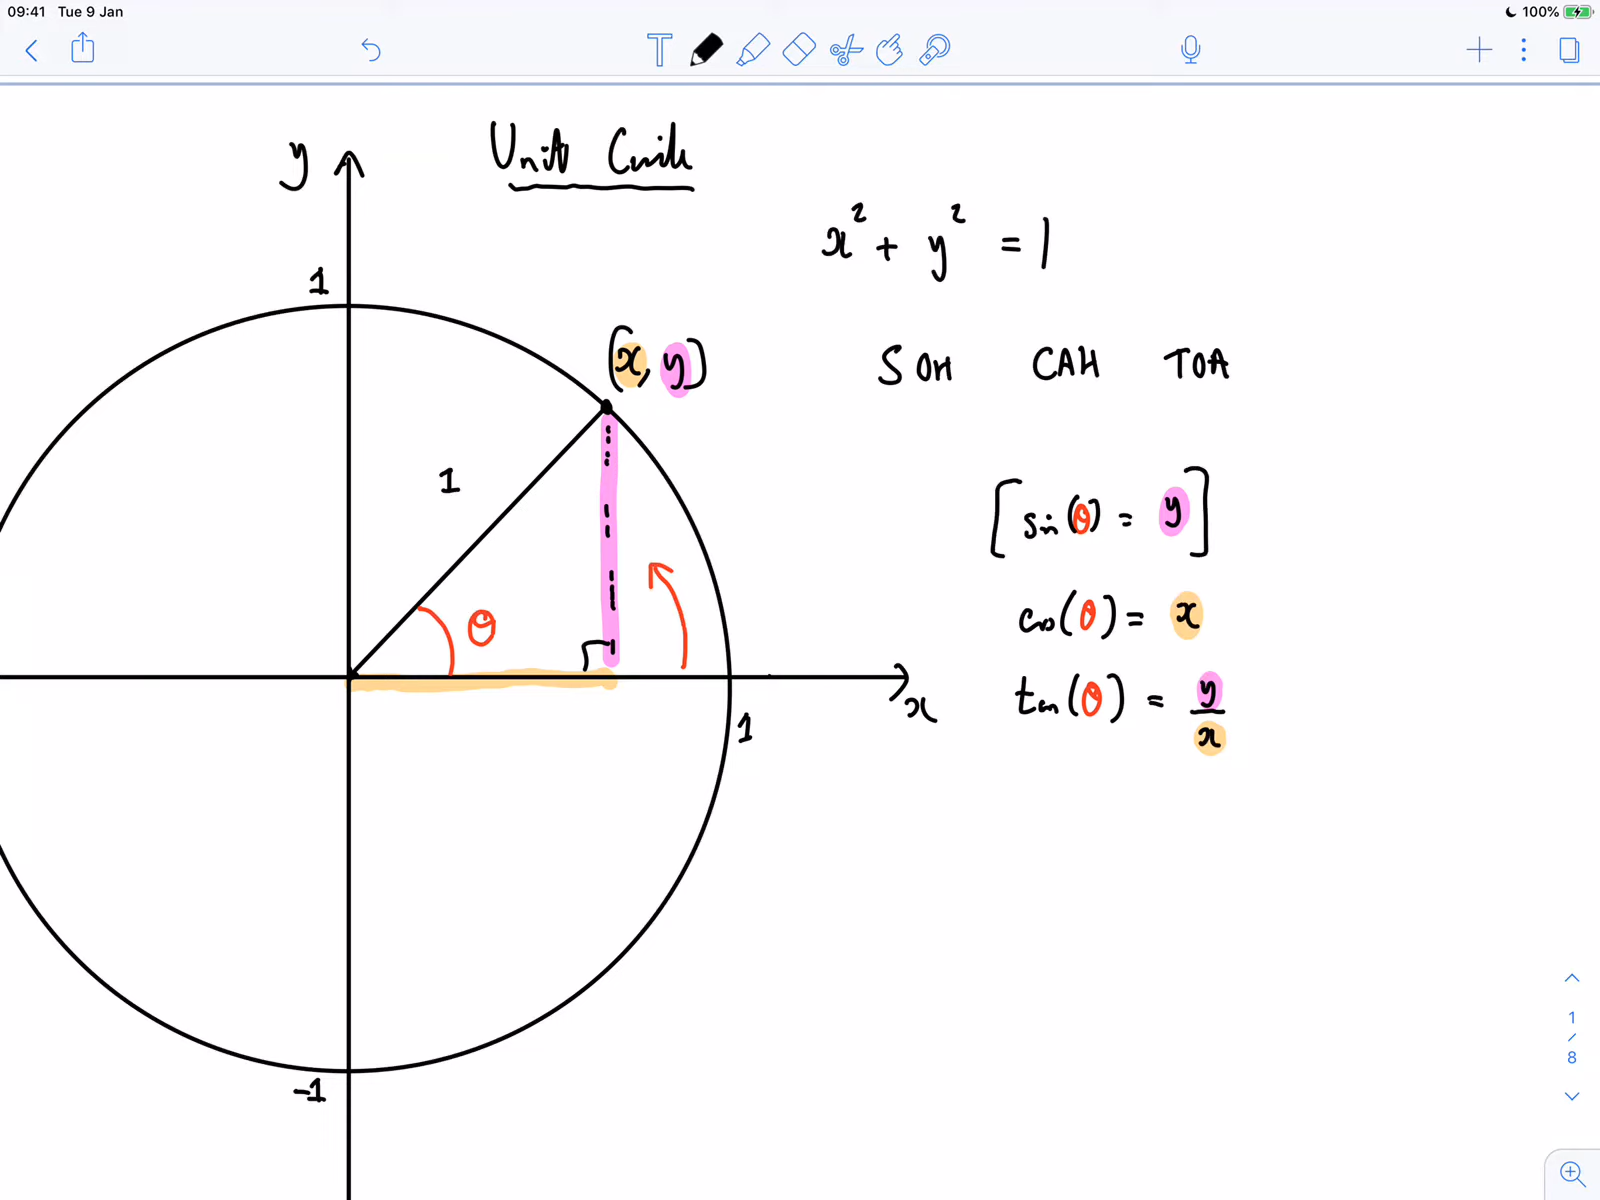 09:41 Tue 9 Jan
100%
T
Unit Circle
y
x² + y² = 1
1
(x, y)
SOH CAH TOA
1
[sin(θ) = y]
θ
cos(θ) = x
tan(θ) = y/x
x
1
-1
1
/
8